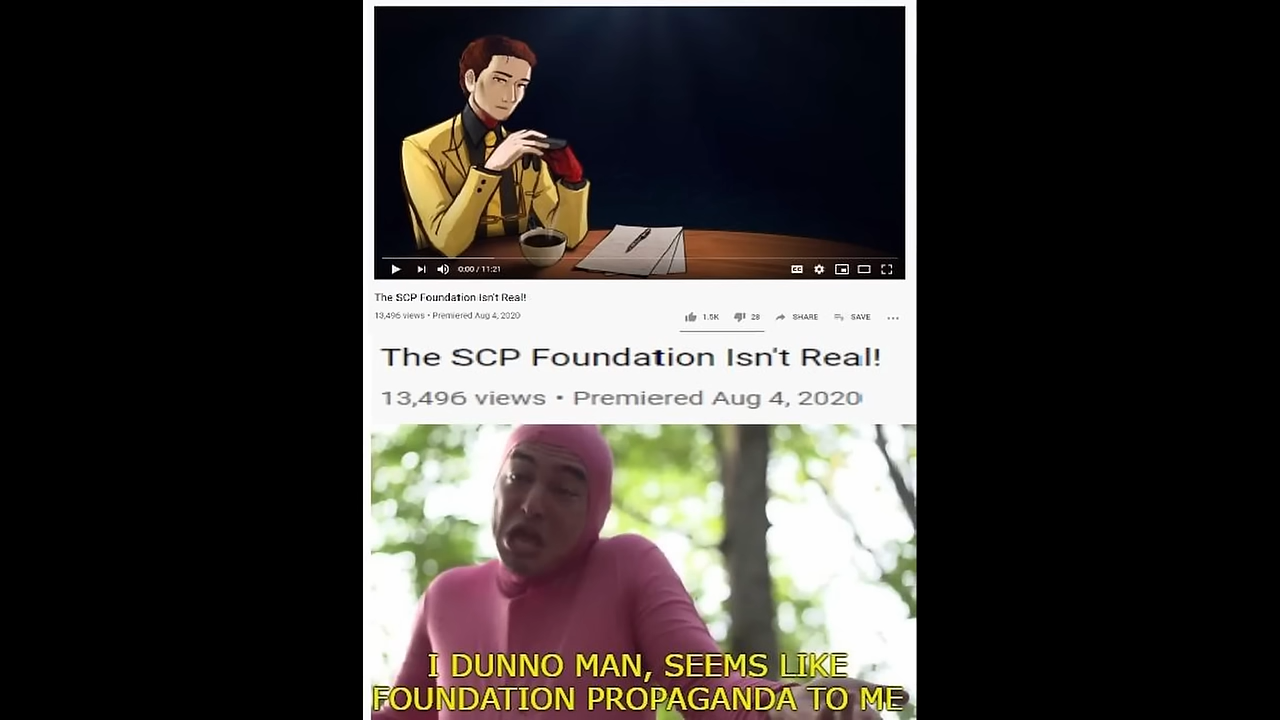 0:00 / 11:21
CC
The SCP Foundation Isn't Real!
13,496 views • Premiered Aug 4, 2020
1.5K
28
SHARE
SAVE
The SCP Foundation Isn't Real!
13,496 views • Premiered Aug 4, 2020
I DUNNO MAN, SEEMS LIKE
FOUNDATION PROPAGANDA TO ME